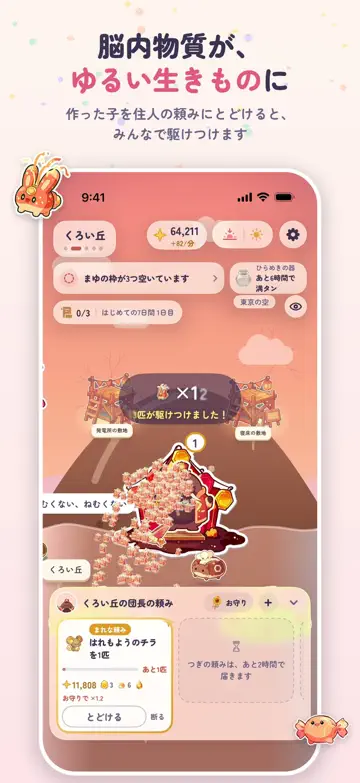 脳内物質が、
ゆるい生きものに
作った子を住人の頼みにとどけると、
みんなで駆けつけます
9:41
くろい丘
64,211
+82/分
まゆの枠が3つ空いています
ひらめきの器
あと6時間で
満タン
0/3 はじめての7日間 1日目
東京の空
×12
匹が駆けつけました！
発電所の敷地
寝床の敷地
1
むくない、ねむくない
くろい丘
くろい丘の団長の頼み
お守り
+
まれな頼み
はれもようのチラ
を1匹
あと1匹
11,808 3 6
お守りで ×1.2
とどける
断る
つぎの頼みは、あと2時間で
届きます